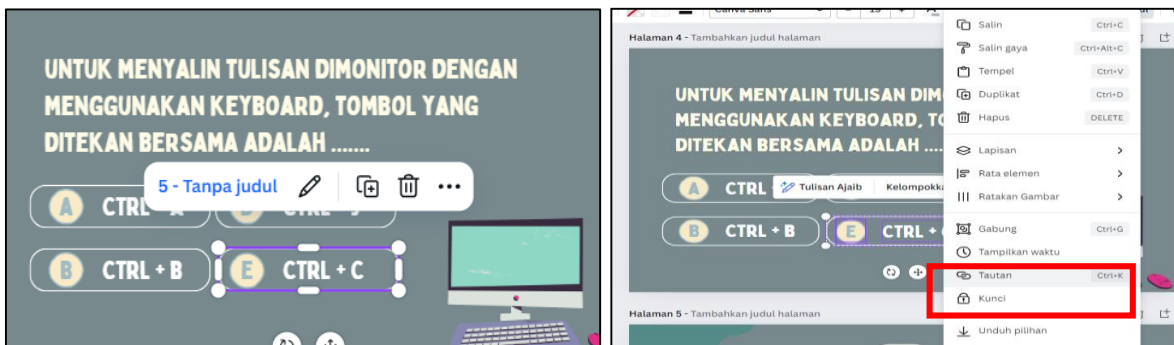 UNTUK MENYALIN TULISAN DIMONITOR DENGAN
MENGGUNAKAN KEYBOARD, TOMBOL YANG
DITEKAN BERSAMA ADALAH .......
5 - Tanpa judul
A CTRL
B CTRL + B
E CTRL + C
Canva Sans
Halaman 4 - Tambahkan judul halaman
UNTUK MENYALIN TULISAN DIM
MENGGUNAKAN KEYBOARD, TO
DITEKAN BERSAMA ADALAH ....
A CTRL
Tulisan Ajaib Kelompokka
B CTRL + B
E CTRL +
Halaman 5 - Tambahkan judul halaman
Salin Ctrl+C
Salin gaya Ctrl+Alt+C
Tempel Ctrl+V
Duplikat Ctrl+D
Hapus DELETE
Lapisan
Rata elemen
Ratakan Gambar
Gabung Ctrl+G
Tampilkan waktu
Tautan Ctrl+K
Kunci
Unduh pilihan